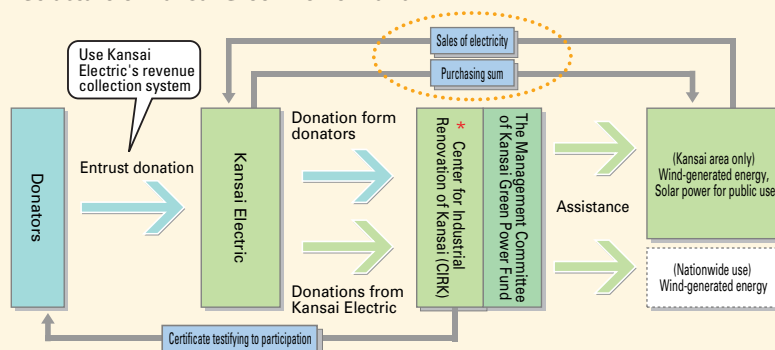 Sales of electricity
Purchasing sum
Use Kansai
Electric's revenue
collection system
Donators
Entrust donation
Kansai Electric
Donation form
donators
Donations from
Kansai Electric
* Center for Industrial
Renovation of Kansai (CIRK)
The Management Committee
of Kansai Green Power Fund
Assistance
(Kansai area only)
Wind-generated energy,
Solar power for public use
(Nationwide use)
Wind-generated energy
Certificate testifying to participation